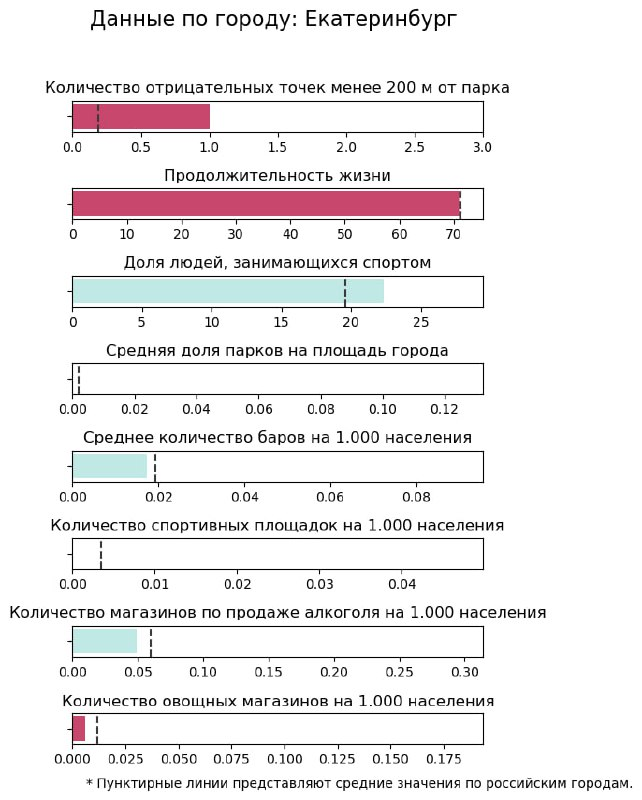 Данные по городу: Екатеринбург
Количество отрицательных точек менее 200 м от парка
0.0 0.5 1.0 1.5 2.0 2.5 3.0
Продолжительность жизни
0 10 20 30 40 50 60 70
Доля людей, занимающихся спортом
0 5 10 15 20 25
Средняя доля парков на площадь города
0.00 0.02 0.04 0.06 0.08 0.10 0.12
Среднее количество баров на 1.000 населения
0.00 0.02 0.04 0.06 0.08
Количество спортивных площадок на 1.000 населения
0.00 0.01 0.02 0.03 0.04
Количество магазинов по продаже алкоголя на 1.000 населения
0.00 0.05 0.10 0.15 0.20 0.25 0.30
Количество овощных магазинов на 1.000 населения
0.000 0.025 0.050 0.075 0.100 0.125 0.150 0.175
* Пунктирные линии представляют средние значения по российским городам.